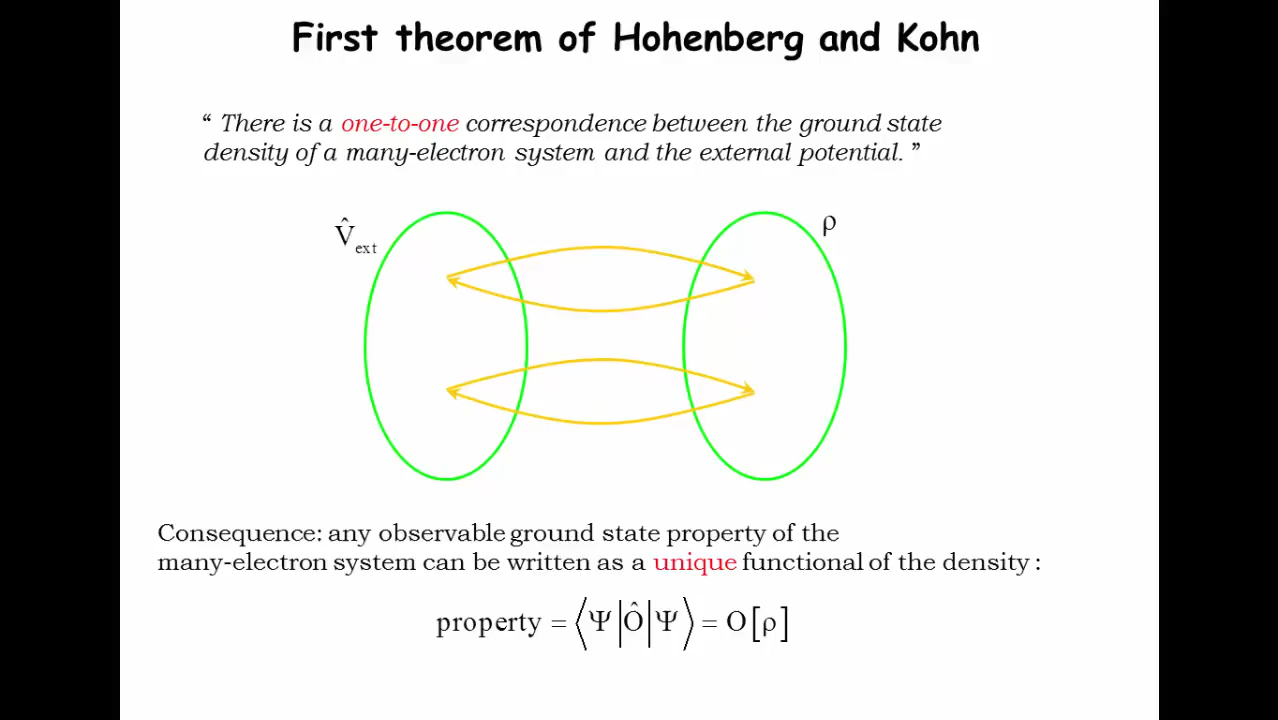 First theorem of Hohenberg and Kohn
“ There is a one-to-one correspondence between the ground state
density of a many-electron system and the external potential. ”
V̂ext
ρ
Consequence: any observable ground state property of the
many-electron system can be written as a unique functional of the density :
property = ⟨Ψ|Ô|Ψ⟩ = O[ρ]